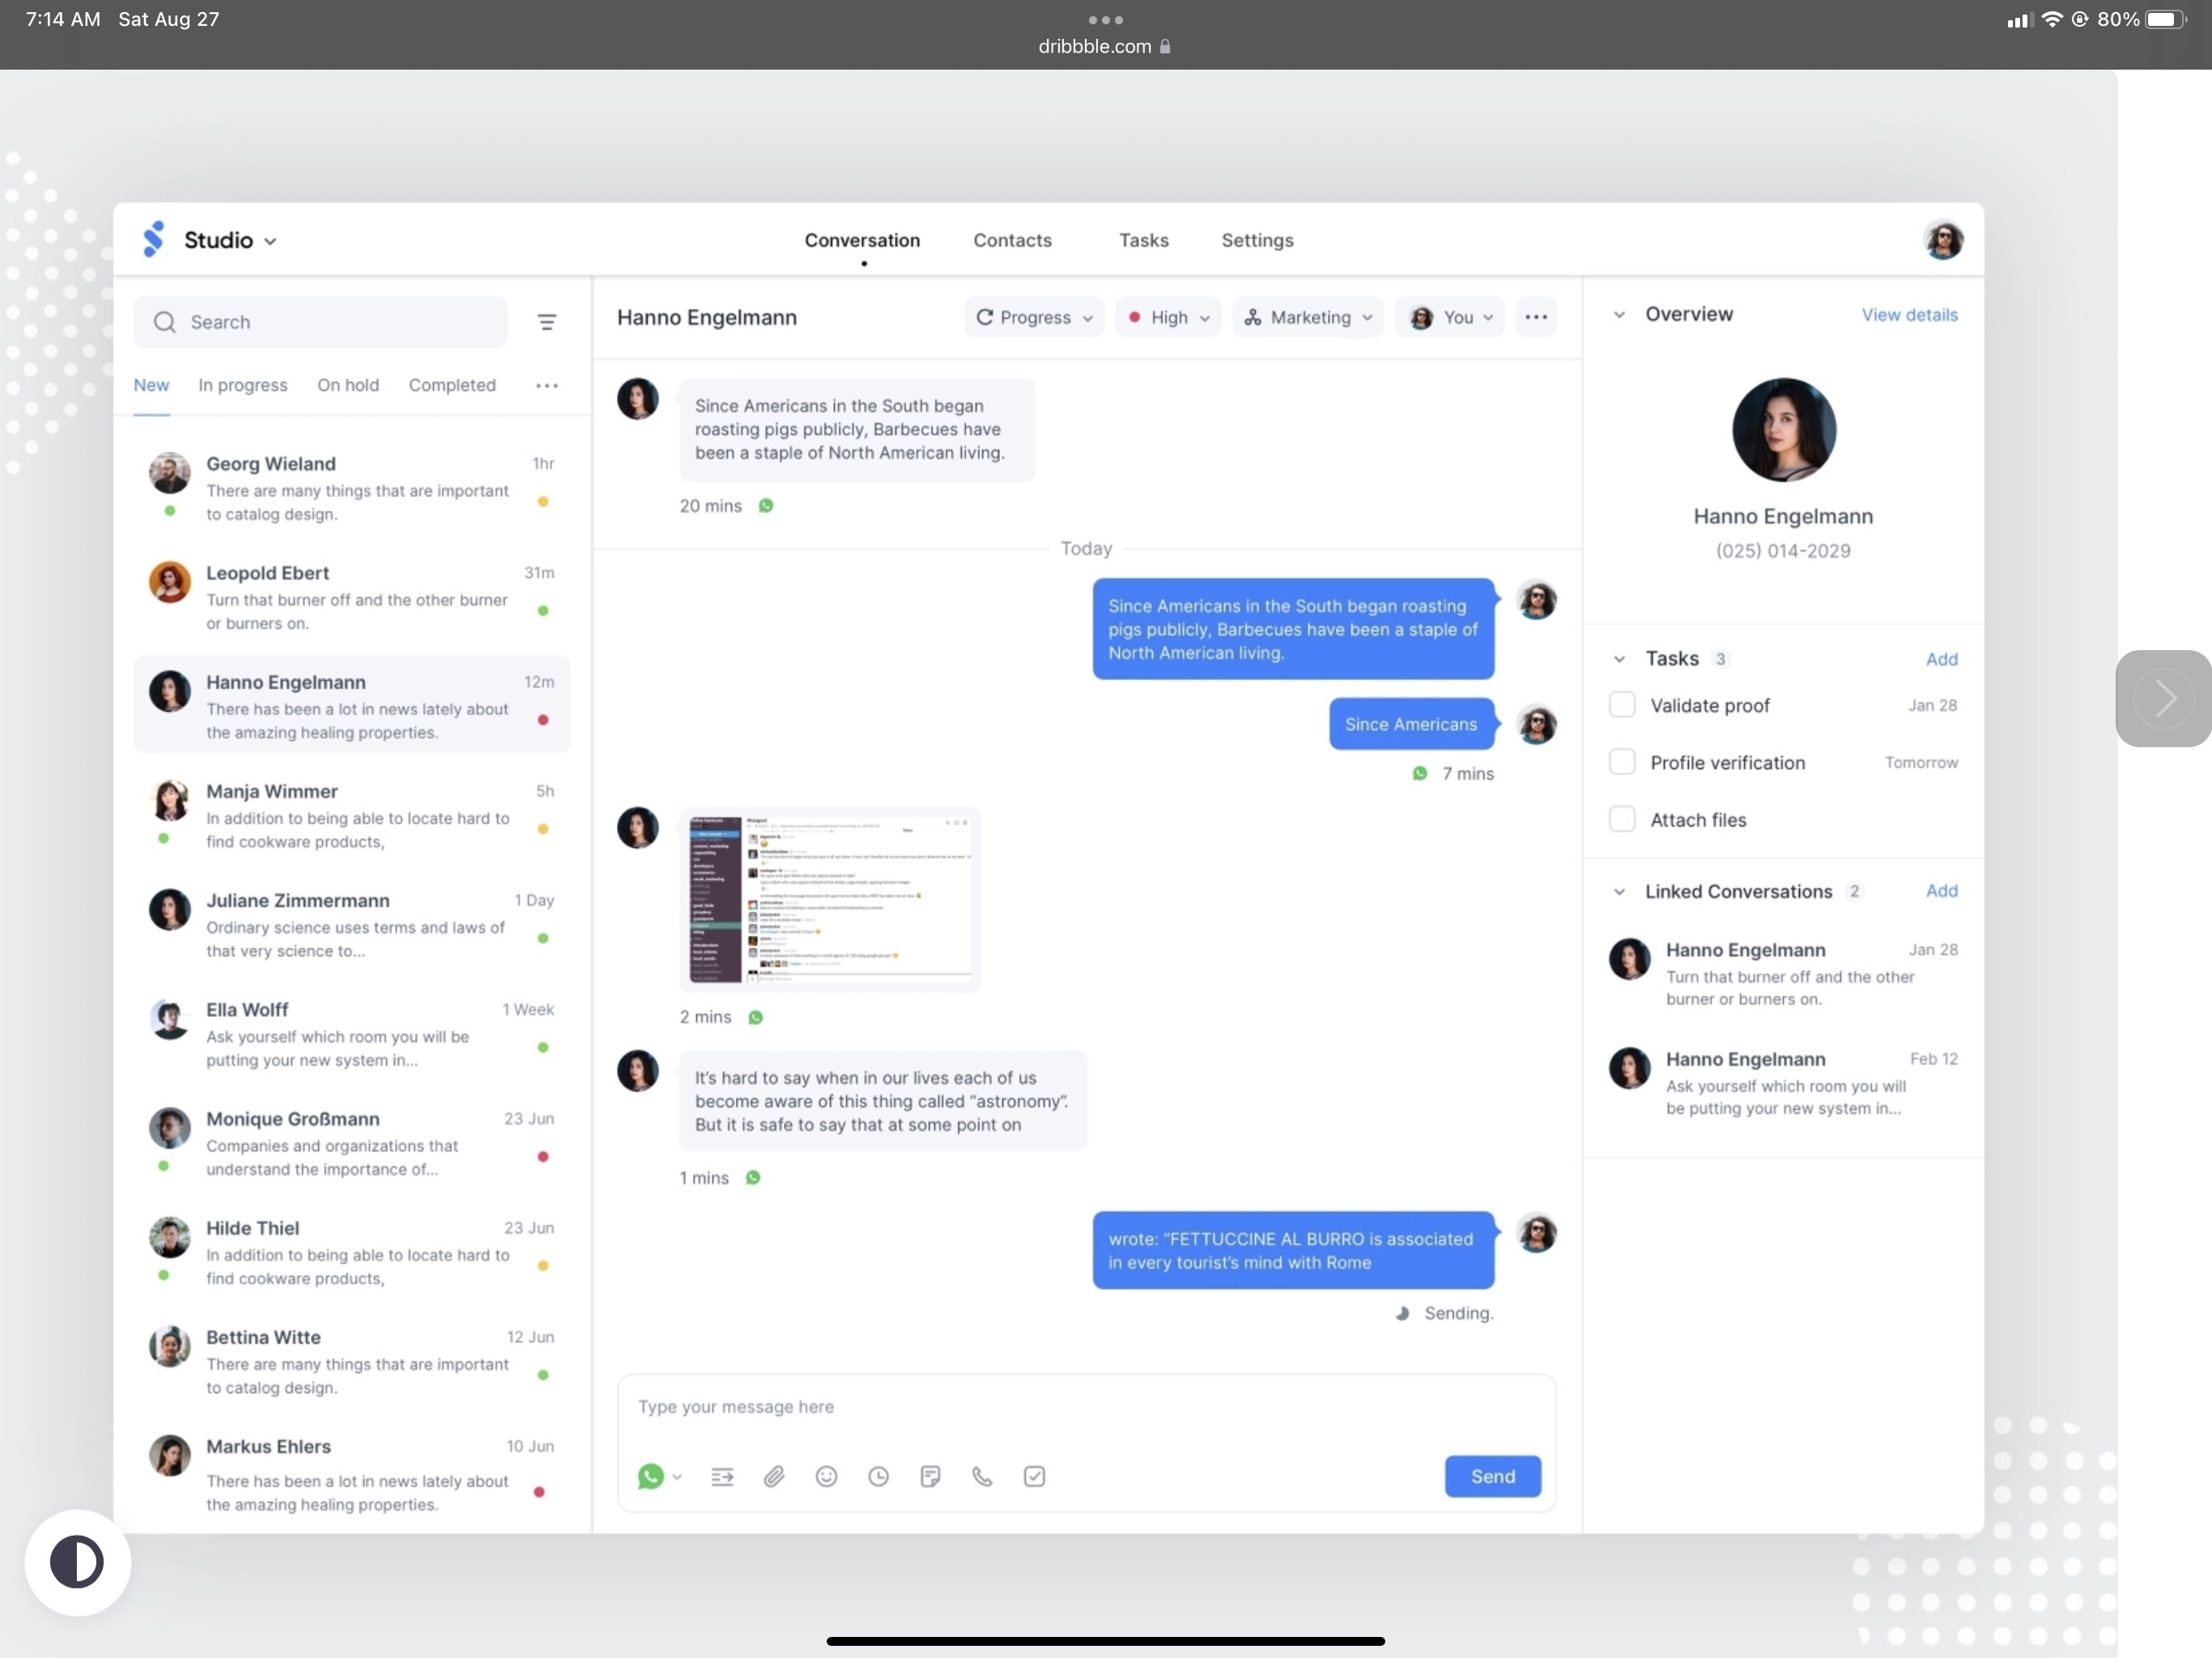 7:14 AM Sat Aug 27
80%
dribbble.com
Studio
Conversation
Contacts
Tasks
Settings
Search
New
In progress
On hold
Completed
Georg Wieland
1hr
There are many things that are important
to catalog design.
Leopold Ebert
31m
Turn that burner off and the other burner
or burners on.
Hanno Engelmann
12m
There has been a lot in news lately about
the amazing healing properties.
Manja Wimmer
5h
In addition to being able to locate hard to
find cookware products,
Juliane Zimmermann
1 Day
Ordinary science uses terms and laws of
that very science to...
Ella Wolff
1 Week
Ask yourself which room you will be
putting your new system in...
Monique Großmann
23 Jun
Companies and organizations that
understand the importance of...
Hilde Thiel
23 Jun
In addition to being able to locate hard to
find cookware products,
Bettina Witte
12 Jun
There are many things that are important
to catalog design.
Markus Ehlers
10 Jun
There has been a lot in news lately about
the amazing healing properties.
Hanno Engelmann
Progress
High
Marketing
You
Since Americans in the South began
roasting pigs publicly, Barbecues have
been a staple of North American living.
20 mins
Today
Since Americans in the South began roasting
pigs publicly, Barbecues have been a staple of
North American living.
Since Americans
7 mins
2 mins
It's hard to say when in our lives each of us
become aware of this thing called “astronomy”.
But it is safe to say that at some point on
1 mins
wrote: “FETTUCCINE AL BURRO is associated
in every tourist's mind with Rome
Sending.
Type your message here
Send
Overview
View details
Hanno Engelmann
(025) 014-2029
Tasks 3
Add
Validate proof
Jan 28
Profile verification
Tomorrow
Attach files
Linked Conversations 2
Add
Hanno Engelmann
Jan 28
Turn that burner off and the other
burner or burners on.
Hanno Engelmann
Feb 12
Ask yourself which room you will
be putting your new system in...